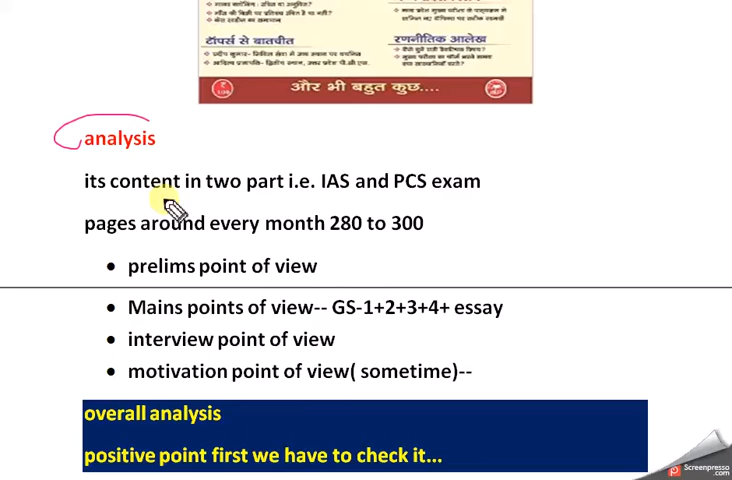 टॉपर्स से बातचीत
रणनीतिक आलेख
और भी बहुत कुछ....
analysis
its content in two part i.e. IAS and PCS exam
pages around every month 280 to 300
• prelims point of view
• Mains points of view-- GS-1+2+3+4+ essay
• interview point of view
• motivation point of view( sometime)--
overall analysis
positive point first we have to check it...
Screenpresso
.com